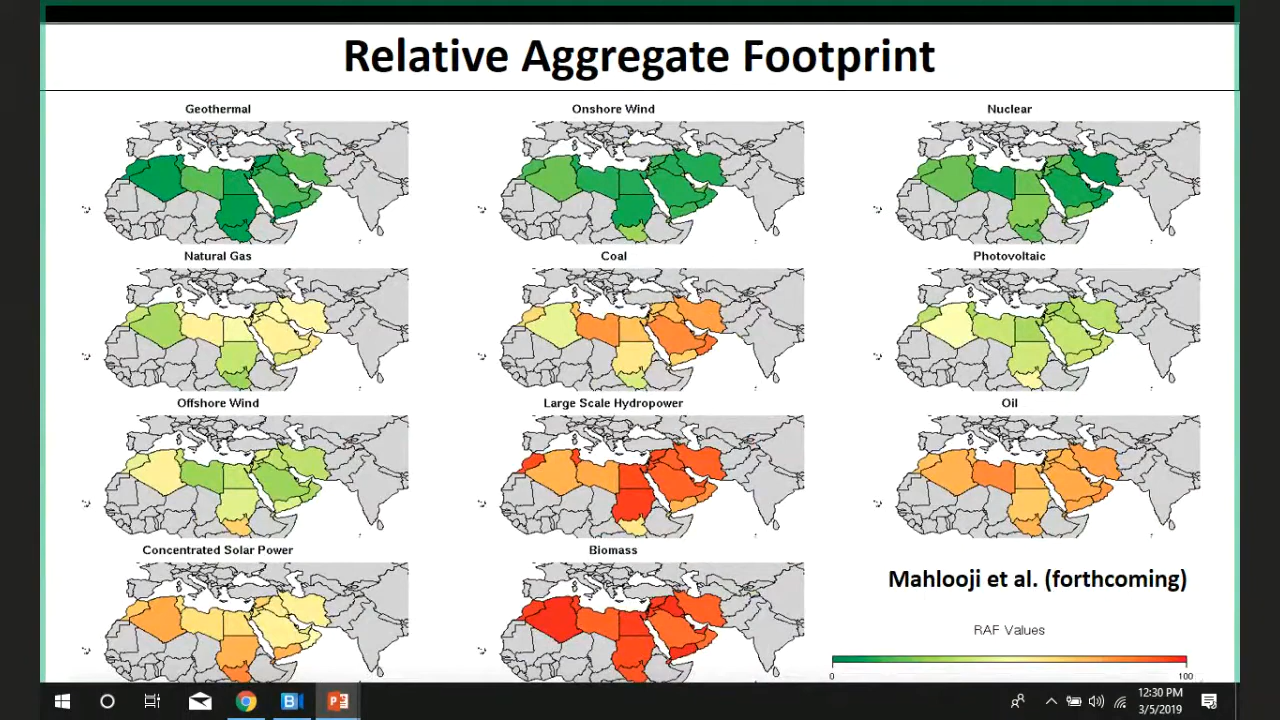 Relative Aggregate Footprint
Geothermal
Onshore Wind
Nuclear
Natural Gas
Coal
Photovoltaic
Offshore Wind
Large Scale Hydropower
Oil
Concentrated Solar Power
Biomass
Mahlooji et al. (forthcoming)
RAF Values
0
100
12:30 PM
3/5/2019